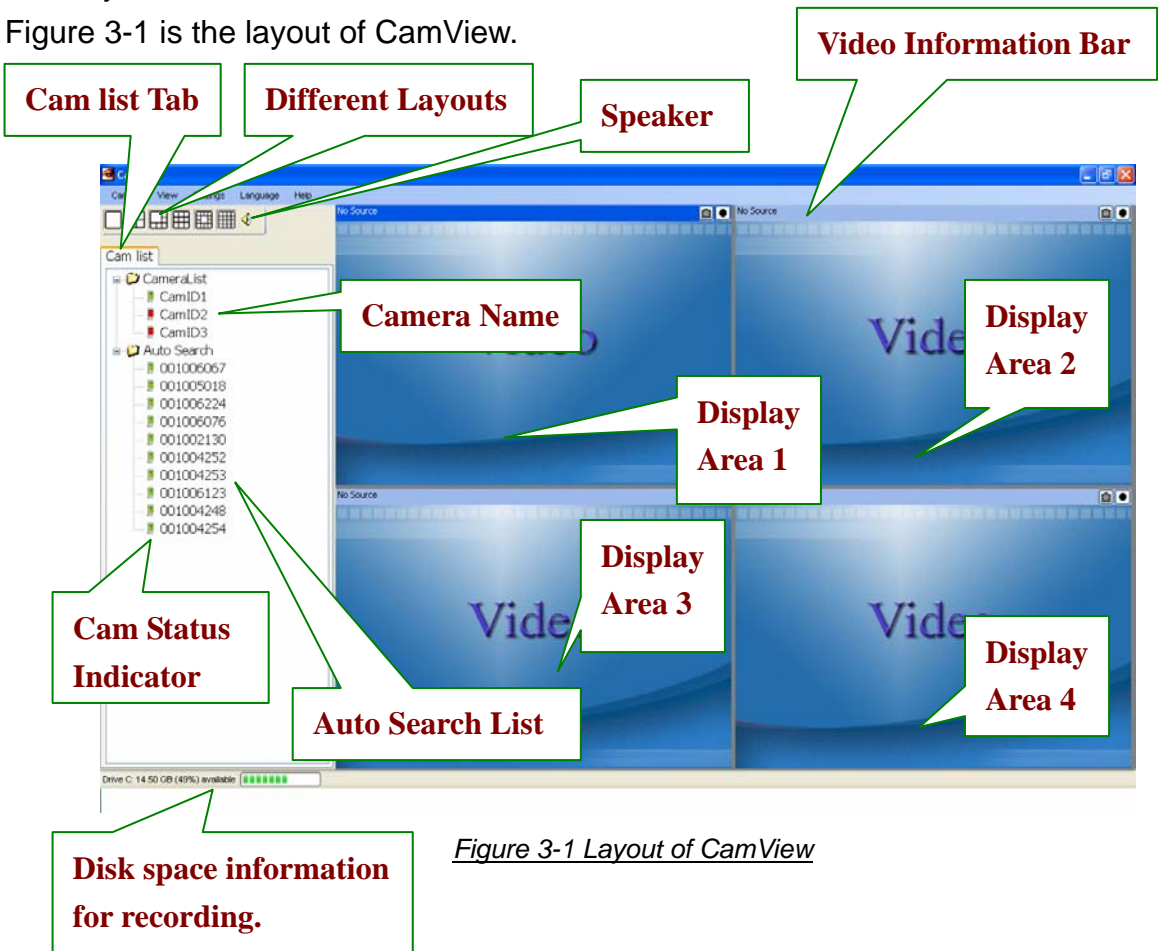 Figure 3-1 is the layout of CamView.
Video Information Bar
Cam list Tab
Different Layouts
Speaker
View
Language
Help
No Source
No Source
Cam list
CameraList
CamID1
CamID2
CamID3
Auto Search
001006067
001005018
001006224
001006076
001002130
001004252
001004253
001006123
001004248
001004254
Camera Name
Display
Area 1
Display
Area 2
No Source
Display
Area 3
Display
Area 4
Cam Status
Indicator
Auto Search List
Drive C: 14.50 GB (49%) available
Disk space information
for recording.
Figure 3-1 Layout of CamView